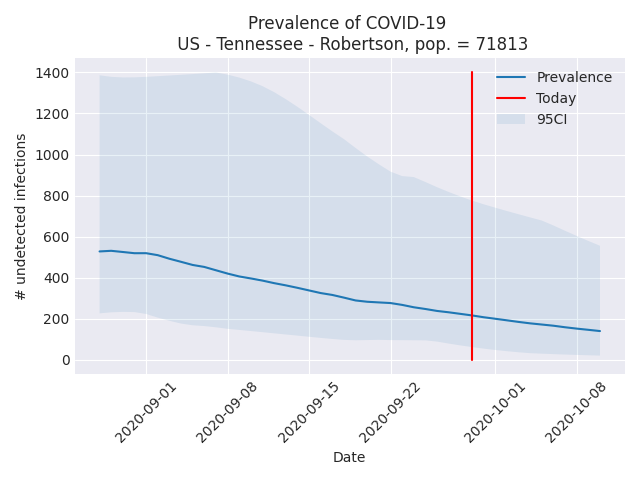 Prevalence of COVID-19
US - Tennessee - Robertson, pop. = 71813
1400
1200
1000
800
600
400
200
0
# undetected infections
Prevalence
Today
95CI
2020-09-01
2020-09-08
2020-09-15
2020-09-22
2020-10-01
2020-10-08
Date